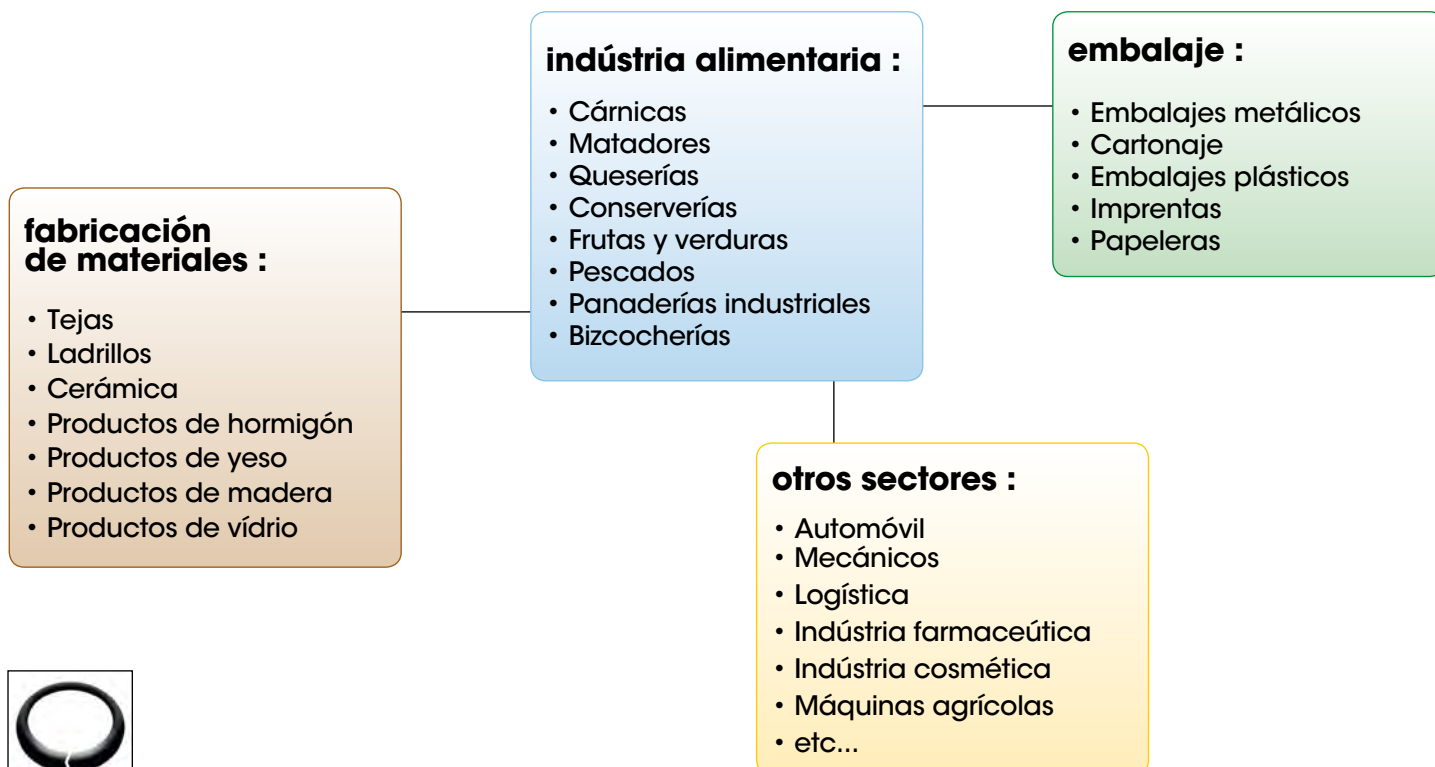 indústria alimentaria :
• Cárnicas
• Matadores
• Queserías
• Conserverías
• Frutas y verduras
• Pescados
• Panaderías industriales
• Bizcocherías
embalaje :
• Embalajes metálicos
• Cartonaje
• Embalajes plásticos
• Imprentas
• Papeleras
fabricación
de materiales :
• Tejas
• Ladrillos
• Cerámica
• Productos de hormigón
• Productos de yeso
• Productos de madera
• Productos de vídrio
otros sectores :
• Automóvil
• Mecánicos
• Logística
• Indústria farmaceútica
• Indústria cosmética
• Máquinas agrícolas
• etc...